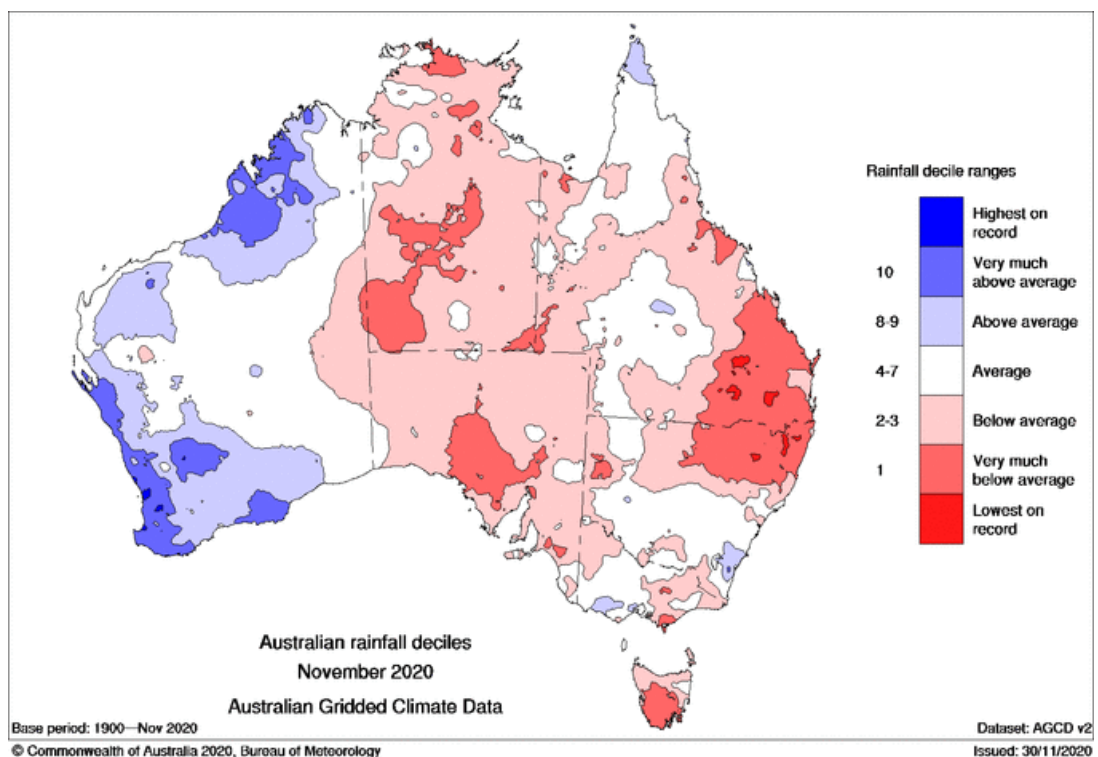 Rainfall decile ranges
Highest on
record
10
Very much
above average
8-9
Above average
4-7
Average
2-3
Below average
1
Very much
below average
Lowest on
record
Australian rainfall deciles
November 2020
Australian Gridded Climate Data
Base period: 1900—Nov 2020
Dataset: AGCD v2
© Commonwealth of Australia 2020, Bureau of Meteorology
Issued: 30/11/2020